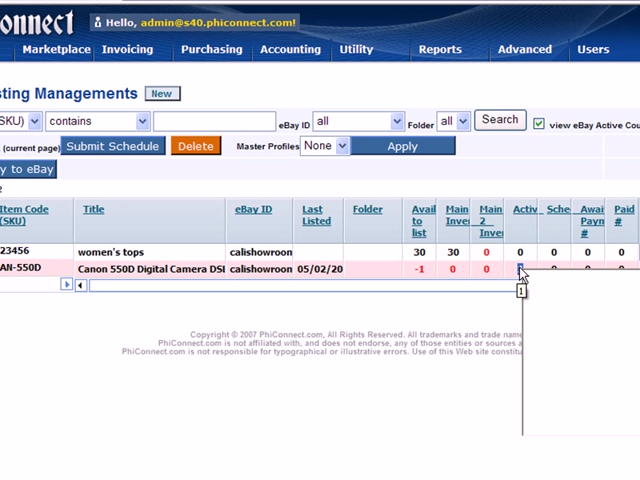 onnect
Hello, admin@s40.phiconnect.com!
Marketplace Invoicing Purchasing Accounting Utility Reports Advanced Users
sting Managements New
SKU) contains eBay ID all Folder all Search view eBay Active Cou
(current page) Submit Schedule Delete Master Profiles None Apply
y to eBay
2
Item Code (SKU) Title eBay ID Last Listed Folder Avail to list Main Inver Main 2 Inver Activ Sche Awai Payn # Paid #
23456 women's tops calishowroon 30 30 0 0 0 0 0
AN-550D Canon 550D Digital Camera DSL calishowroon 05/02/20 -1 0 0
1
Copyright © 2007 PhiConnect.com, All Rights Reserved. All trademarks and trade name
PhiConnect.com is not affiliated with, and does not endorse, any of those entities or sources a
PhiConnect.com is not responsible for typographical or illustrative errors. Use of this Web site constitu